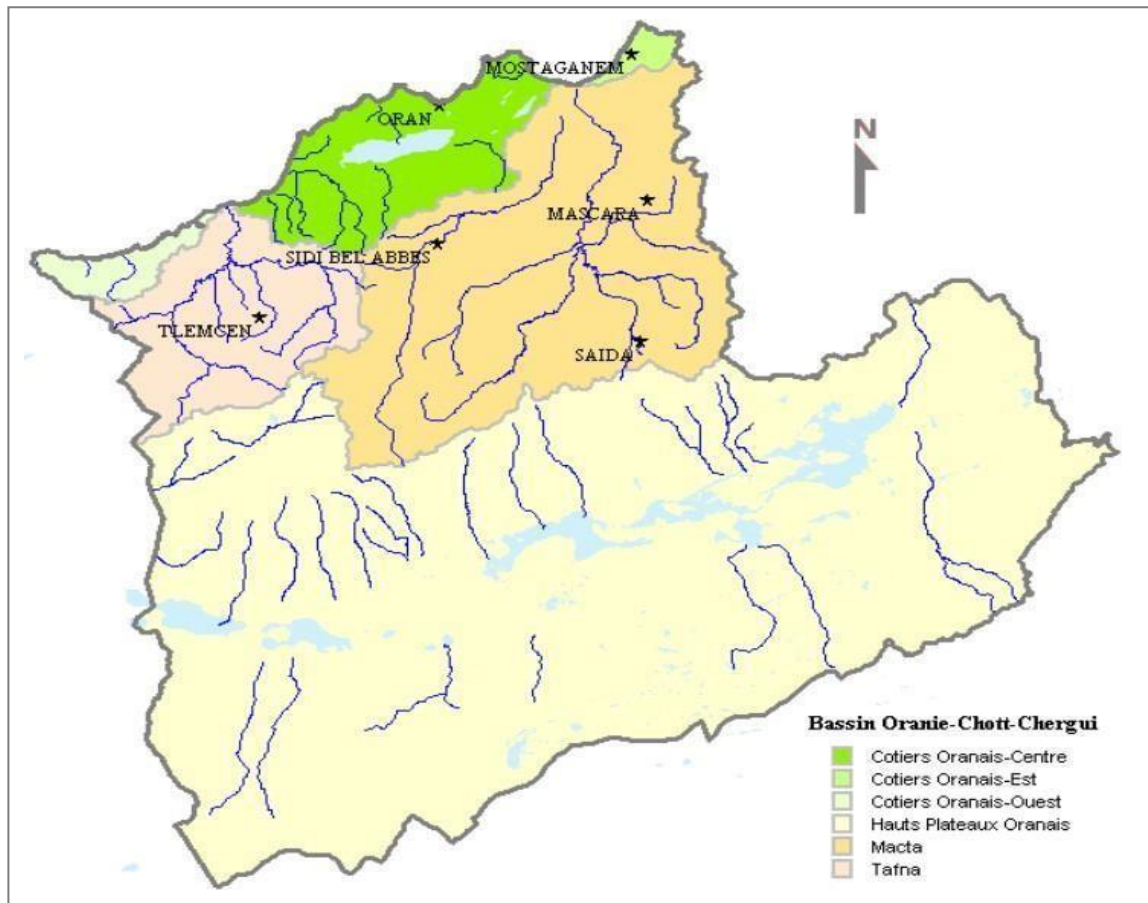 MOSTAGANEM
ORAN
N
MASCARA
SIDI BEL ABBES
TLEMCEN
SAIDA
Bassin Oranie-Chott-Chergui
Cotiers Oranais-Centre
Cotiers Oranais-Est
Cotiers Oranais-Ouest
Hauts Plateaux Oranais
Macta
Tafna